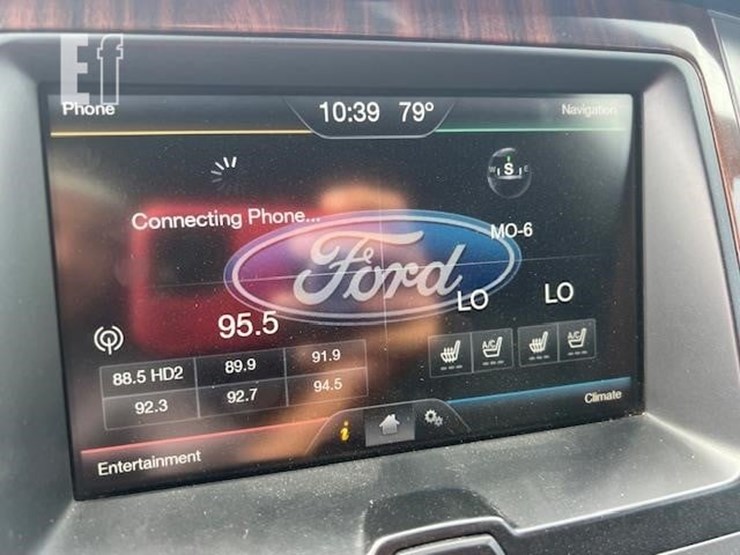 Ef
Phone
10:39 79º
Navigation
W S E
Connecting Phone...
MO-6
Ford
LO LO
95.5
88.5 HD2 89.9 91.9
92.3 92.7 94.5
A/C A/C
i
Climate
Entertainment